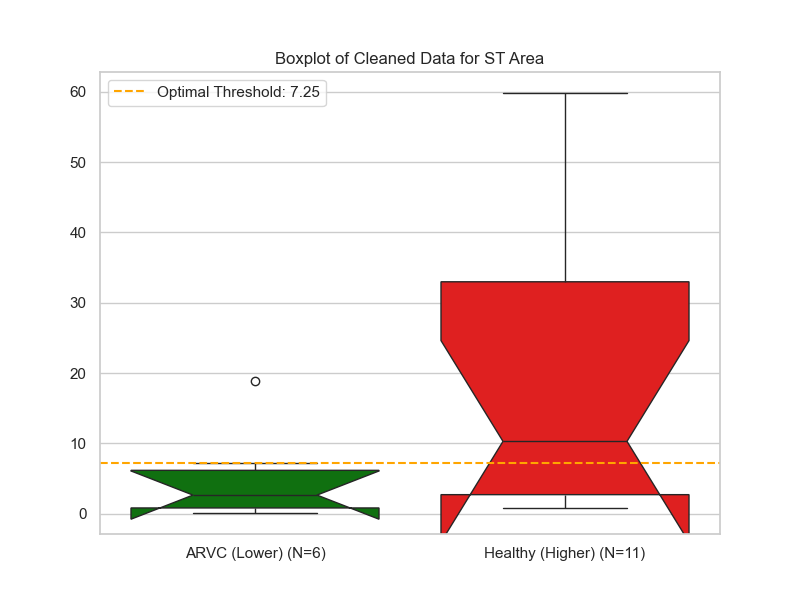 Boxplot of Cleaned Data for ST Area
Optimal Threshold: 7.25
60
50
40
30
20
10
0
ARVC (Lower) (N=6)
Healthy (Higher) (N=11)